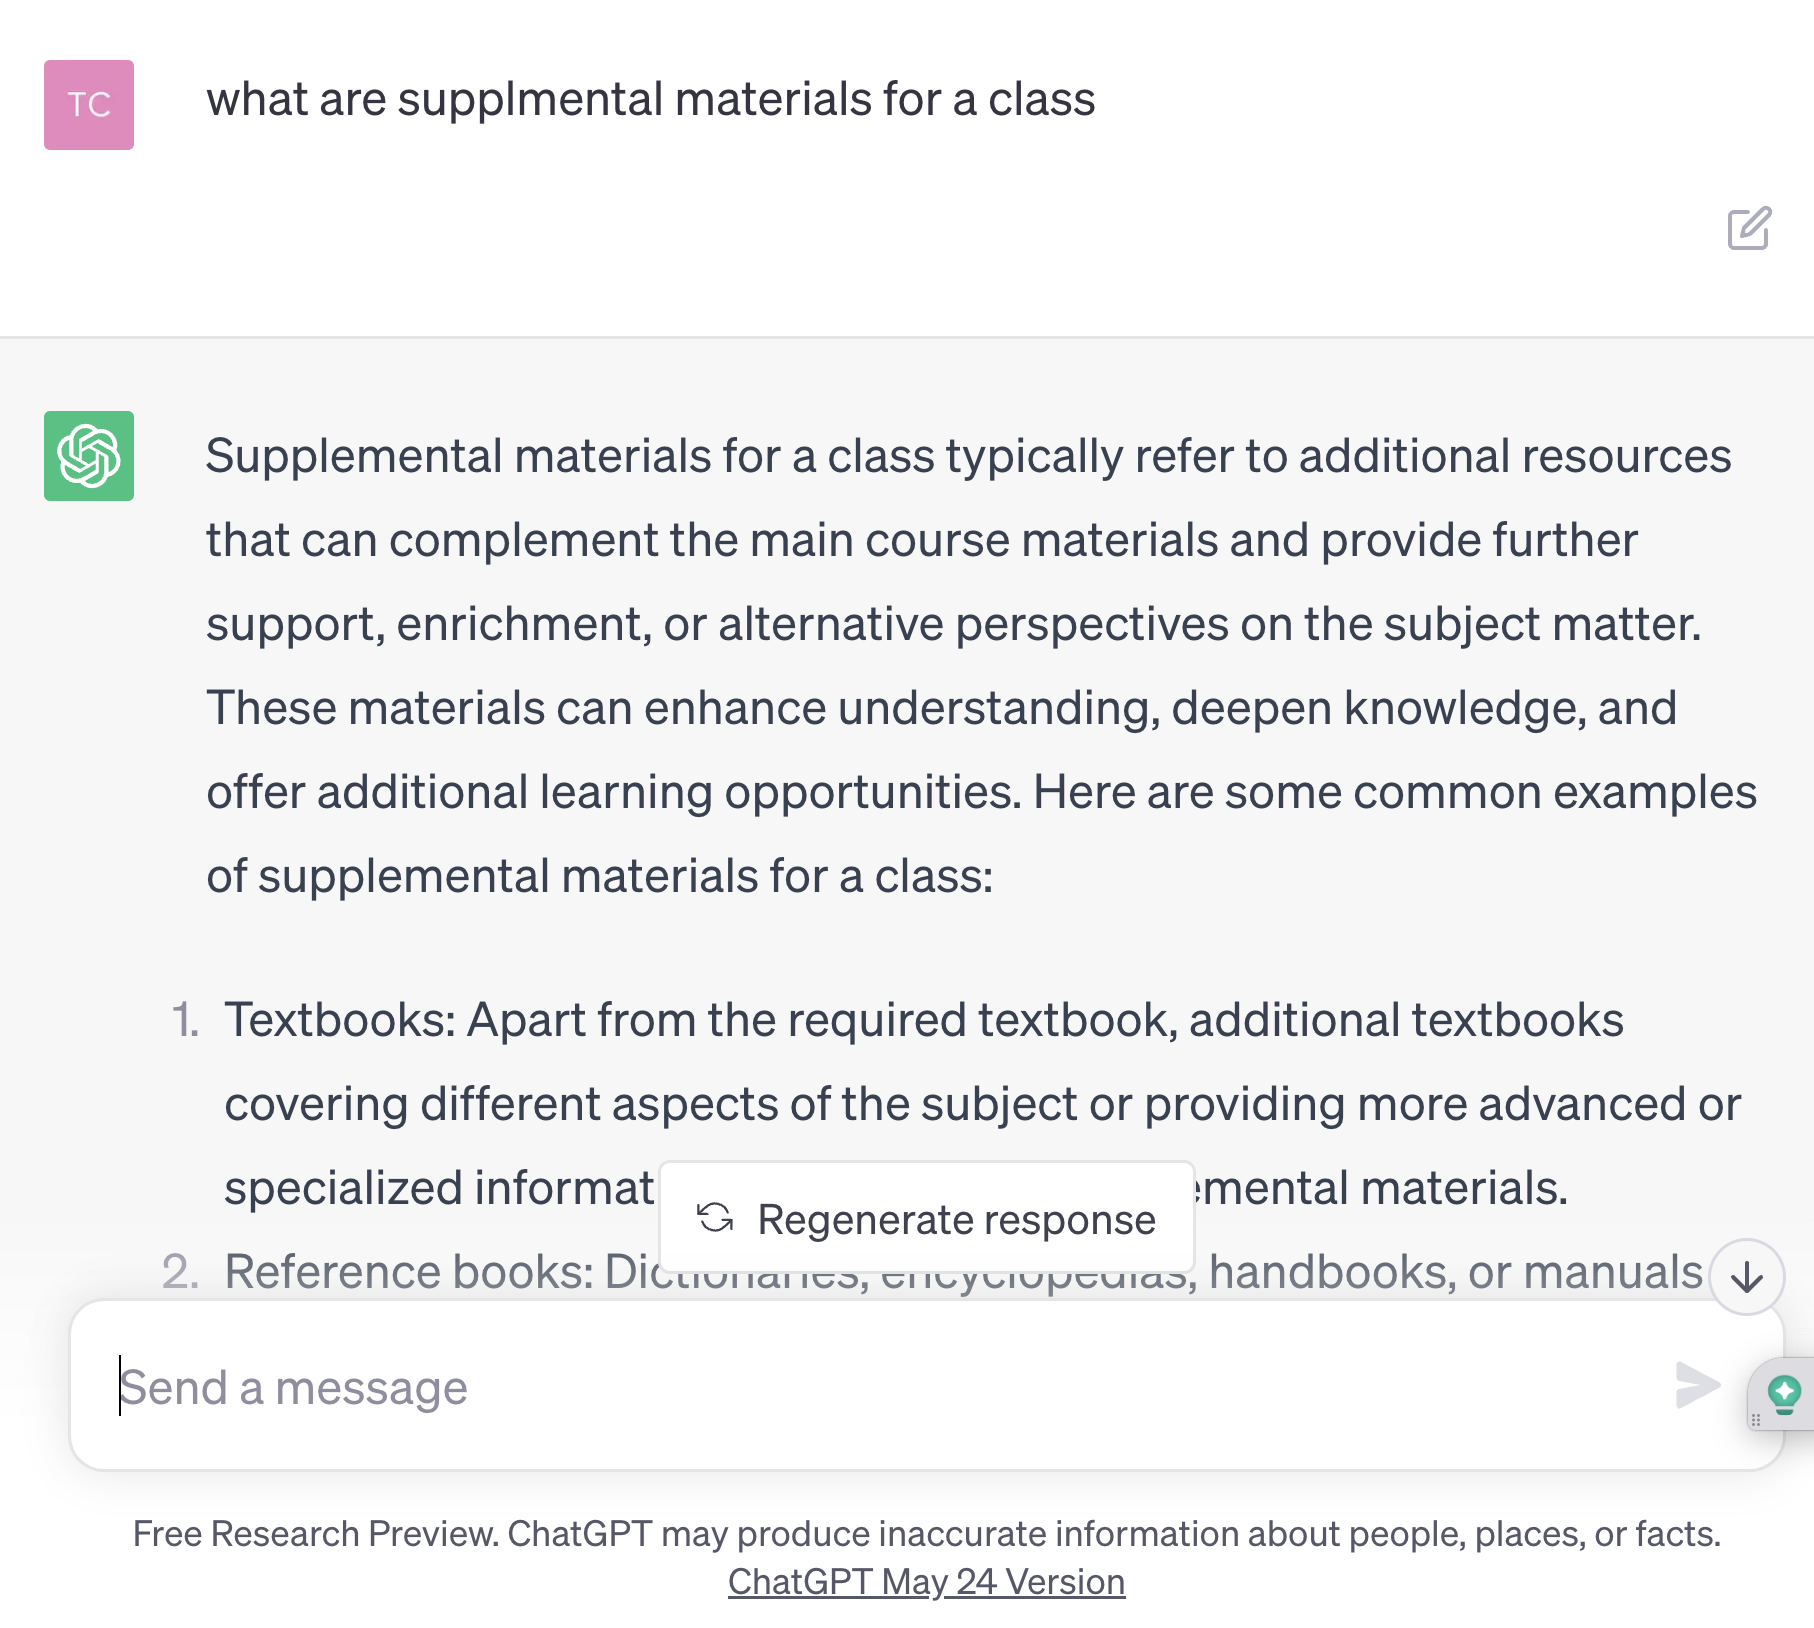 TC
what are supplmental materials for a class
Supplemental materials for a class typically refer to additional resources
that can complement the main course materials and provide further
support, enrichment, or alternative perspectives on the subject matter.
These materials can enhance understanding, deepen knowledge, and
offer additional learning opportunities. Here are some common examples
of supplemental materials for a class:
1. Textbooks: Apart from the required textbook, additional textbooks
covering different aspects of the subject or providing more advanced or
specialized informat emental materials.
Regenerate response
2. Reference books: Dictionaries, encyclopedias, handbooks, or manuals
Send a message
Free Research Preview. ChatGPT may produce inaccurate information about people, places, or facts.
ChatGPT May 24 Version